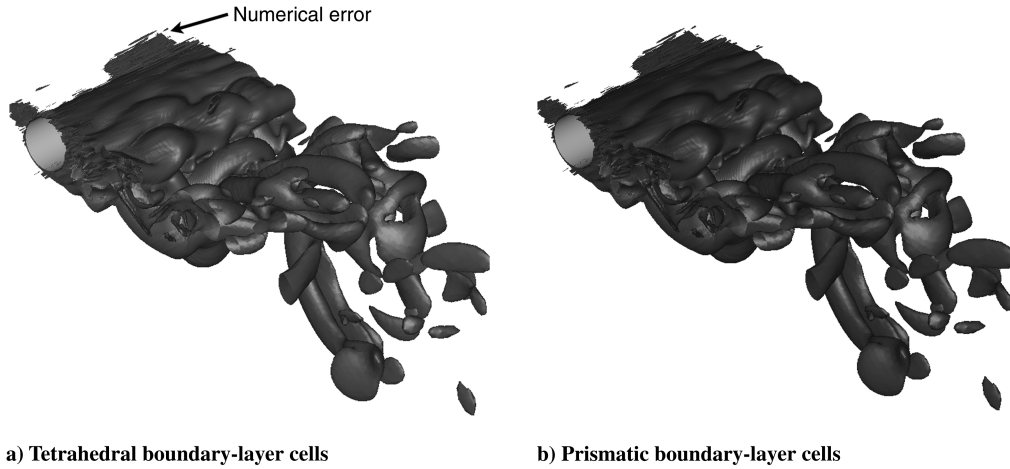 Numerical error
a) Tetrahedral boundary-layer cells
b) Prismatic boundary-layer cells